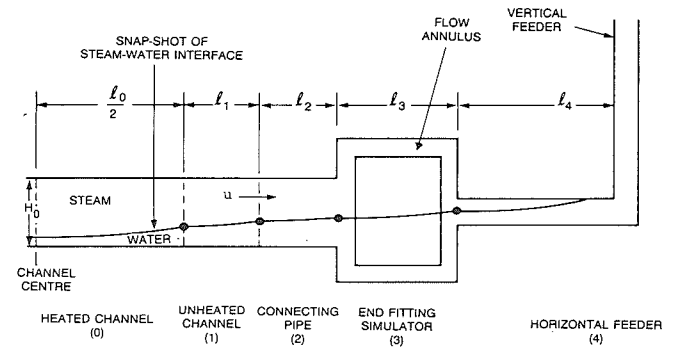 FLOW
ANNULUS
VERTICAL
FEEDER
SNAP-SHOT OF
STEAM-WATER INTERFACE
ℓ0
2
ℓ1
ℓ2
ℓ3
ℓ4
STEAM
u
H0
WATER
CHANNEL
CENTRE
HEATED CHANNEL
(0)
UNHEATED
CHANNEL
(1)
CONNECTING
PIPE
(2)
END FITTING
SIMULATOR
(3)
HORIZONTAL FEEDER
(4)